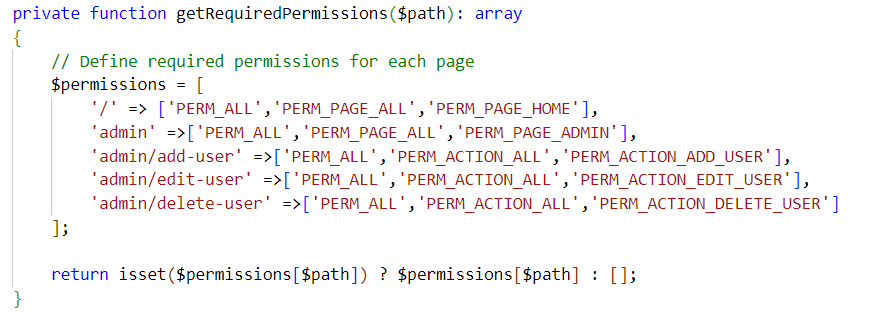 private function getRequiredPermissions($path): array
{
// Define required permissions for each page
$permissions = [
'/' => ['PERM_ALL','PERM_PAGE_ALL','PERM_PAGE_HOME'],
'admin' =>['PERM_ALL','PERM_PAGE_ALL','PERM_PAGE_ADMIN'],
'admin/add-user' =>['PERM_ALL','PERM_ACTION_ALL','PERM_ACTION_ADD_USER'],
'admin/edit-user' =>['PERM_ALL','PERM_ACTION_ALL','PERM_ACTION_EDIT_USER'],
'admin/delete-user' =>['PERM_ALL','PERM_ACTION_ALL','PERM_ACTION_DELETE_USER']
];
return isset($permissions[$path]) ? $permissions[$path] : [];
}